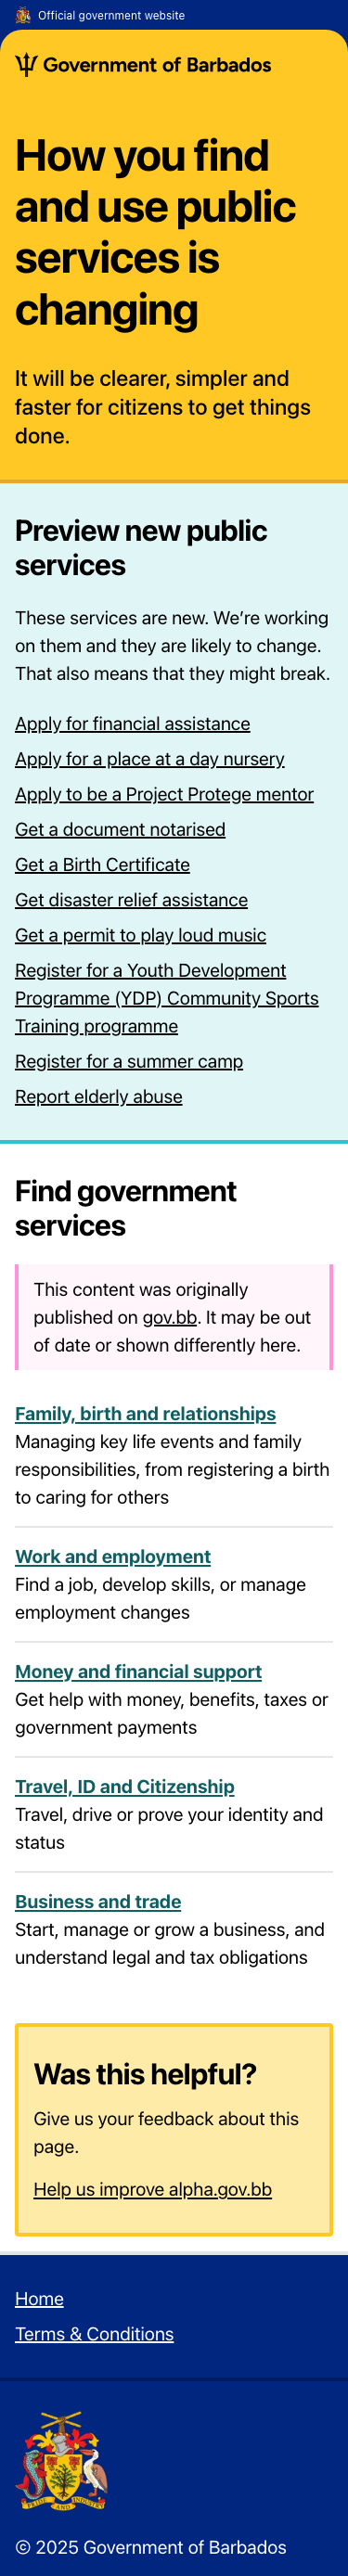 Official government website
Government of Barbados
How you find
and use public
services is
changing
It will be clearer, simpler and
faster for citizens to get things
done.
Preview new public
services
These services are new. We’re working
on them and they are likely to change.
That also means that they might break.
Apply for financial assistance
Apply for a place at a day nursery
Apply to be a Project Protege mentor
Get a document notarised
Get a Birth Certificate
Get disaster relief assistance
Get a permit to play loud music
Register for a Youth Development
Programme (YDP) Community Sports
Training programme
Register for a summer camp
Report elderly abuse
Find government
services
This content was originally
published on gov.bb. It may be out
of date or shown differently here.
Family, birth and relationships
Managing key life events and family
responsibilities, from registering a birth
to caring for others
Work and employment
Find a job, develop skills, or manage
employment changes
Money and financial support
Get help with money, benefits, taxes or
government payments
Travel, ID and Citizenship
Travel, drive or prove your identity and
status
Business and trade
Start, manage or grow a business, and
understand legal and tax obligations
Was this helpful?
Give us your feedback about this
page.
Help us improve alpha.gov.bb
Home
Terms & Conditions
PRIDE AND INDUSTRY
© 2025 Government of Barbados